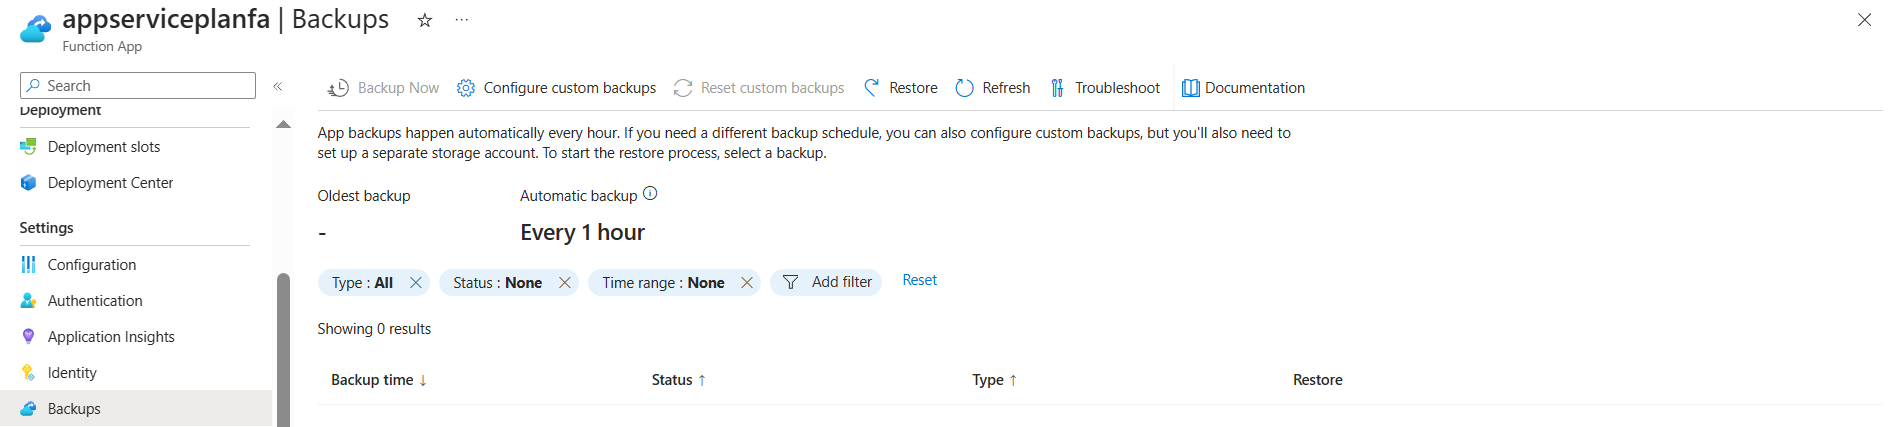 appserviceplanfa | Backups
Function App
Search
Deployment
Deployment slots
Deployment Center
Settings
Configuration
Authentication
Application Insights
Identity
Backups
Backup Now Configure custom backups Reset custom backups Restore Refresh Troubleshoot Documentation
App backups happen automatically every hour. If you need a different backup schedule, you can also configure custom backups, but you'll also need to
set up a separate storage account. To start the restore process, select a backup.
Oldest backup Automatic backup
- Every 1 hour
Type : All Status : None Time range : None Add filter Reset
Showing 0 results
Backup time ↓ Status ↑ Type ↑ Restore